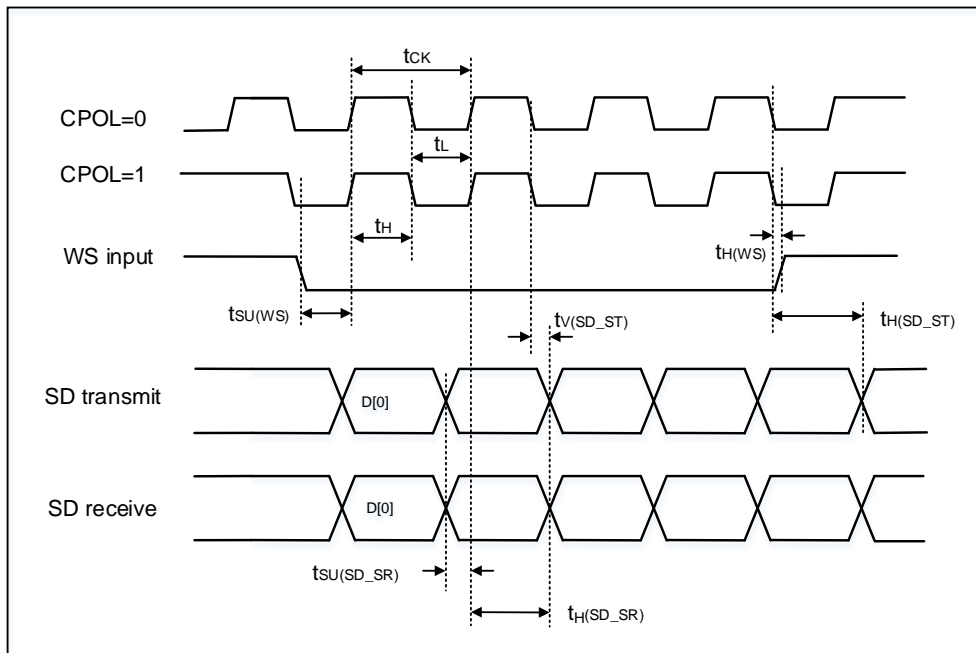 tCK
CPOL=0
tL
CPOL=1
tH
tH(WS)
WS input
tSU(WS)
tV(SD_ST)
tH(SD_ST)
SD transmit
D[0]
SD receive
D[0]
tSU(SD_SR)
tH(SD_SR)